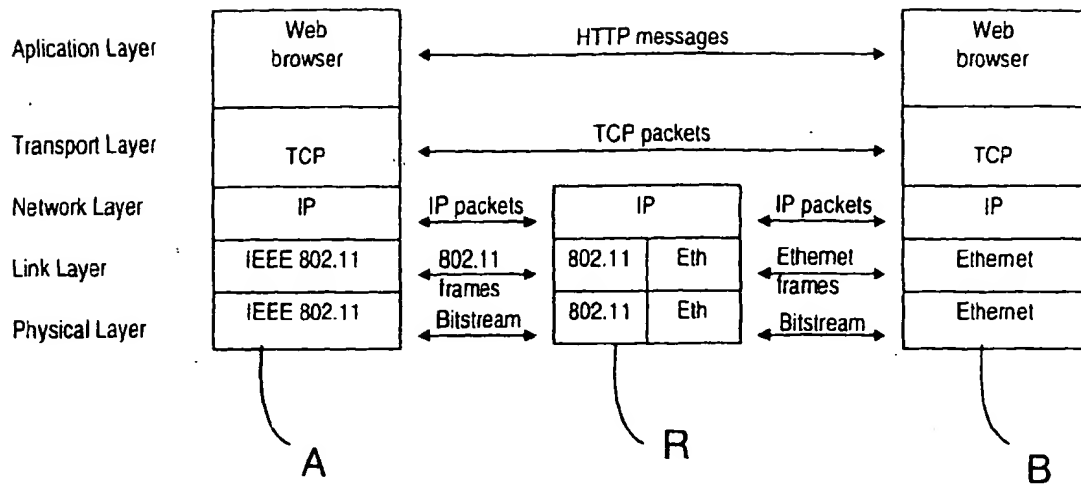 Aplication Layer
Web
browser
HTTP messages
Web
browser
Transport Layer
TCP
TCP packets
TCP
Network Layer
IP
IP packets
IP
IP packets
IP
Link Layer
IEEE 802.11
802.11
frames
802.11
Eth
Ethernet
frames
Ethernet
Physical Layer
IEEE 802.11
Bitstream
802.11
Eth
Bitstream
Ethernet
A
R
B